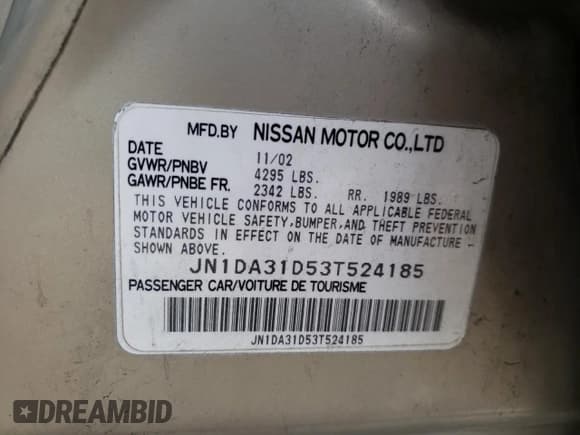 MFD.BY NISSAN MOTOR CO.,LTD
DATE 11/02
GVWR/PNBV 4295 LBS.
GAWR/PNBE FR. 2342 LBS. RR. 1989 LBS.
THIS VEHICLE CONFORMS TO ALL APPLICABLE FEDERAL
MOTOR VEHICLE SAFETY, BUMPER, AND THEFT PREVENTION
STANDARDS IN EFFECT ON THE DATE OF MANUFACTURE
SHOWN ABOVE.
JN1DA31D53T524185
PASSENGER CAR/VOITURE DE TOURISME
JN1DA31D53T524185
DREAMBID